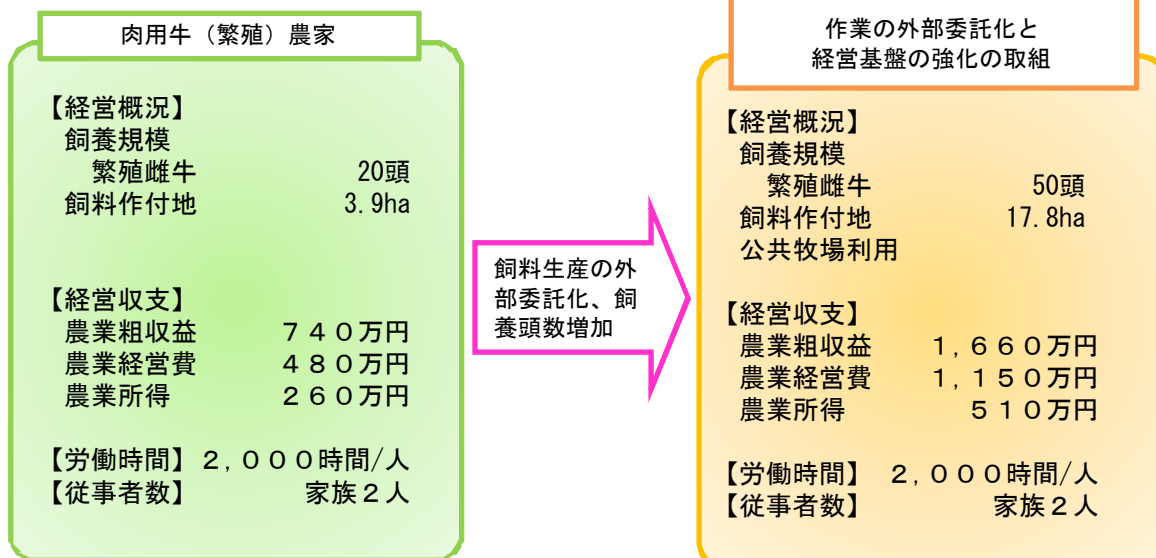 肉用牛（繁殖）農家
【経営概況】
飼養規模
繁殖雌牛 20頭
飼料作付地 3.9ha
【経営収支】
農業粗収益 ７４０万円
農業経営費 ４８０万円
農業所得 ２６０万円
【労働時間】２，０００時間/人
【従事者数】 家族２人
飼料生産の外
部委託化、飼
養頭数増加
作業の外部委託化と
経営基盤の強化の取組
【経営概況】
飼養規模
繁殖雌牛 50頭
飼料作付地 17.8ha
公共牧場利用
【経営収支】
農業粗収益 １，６６０万円
農業経営費 １，１５０万円
農業所得 ５１０万円
【労働時間】 ２，０００時間/人
【従事者数】 家族２人